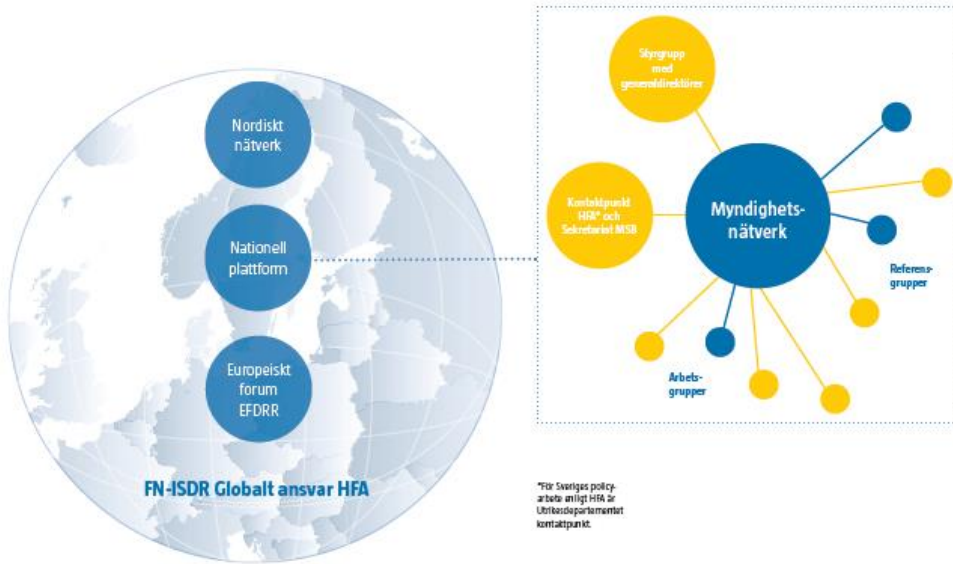 Nordiskt
nätverk
Nationell
plattform
Europeiskt
forum
EFDRR
FN-ISDR Globalt ansvar HFA
Styrgrupp
med
generaldirektörer
Kontaktpunkt
HFA* och
Sekretariat MSB
Myndighets-
nätverk
Referens-
grupper
Arbets-
grupper
*För Sveriges policy-
arbete enligt HFA är
Utrikesdepartementet
kontaktpunkt.